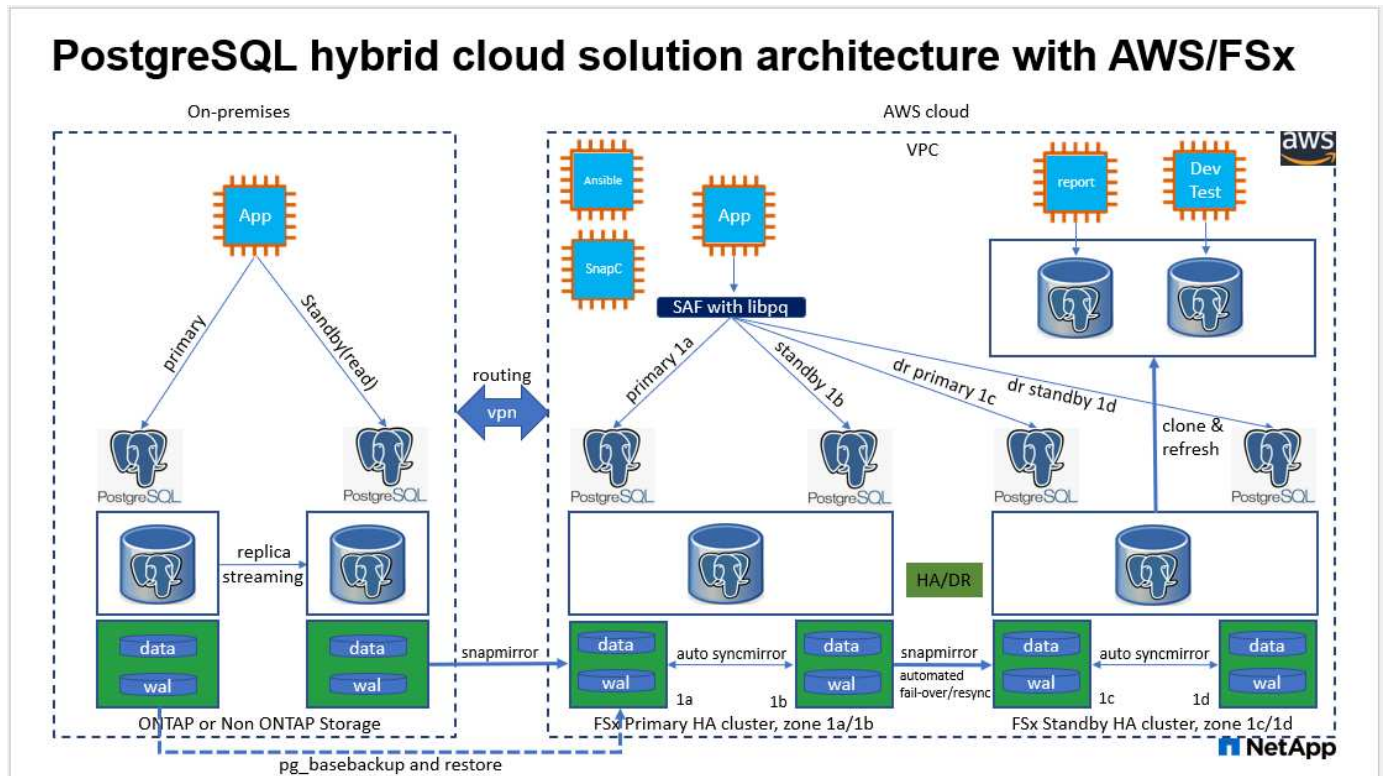 PostgreSQL hybrid cloud solution architecture with AWS/FSx
On-premises
AWS cloud
VPC
aws
App
Ansible
SnapC
App
report
Dev
Test
SAF with libpq
primary
Standby(read)
routing
vpn
primary 1a
standby 1b
dr primary 1c
dr standby 1d
clone &
refresh
PostgreSQL
PostgreSQL
PostgreSQL
PostgreSQL
PostgreSQL
PostgreSQL
replica
streaming
HA/DR
data
wal
data
wal
snapmirror
data
wal
1a
auto syncmirror
1b
data
wal
snapmirror
automated
fail-over/resync
data
wal
1c
auto syncmirror
1d
data
wal
ONTAP or Non ONTAP Storage
FSx Primary HA cluster, zone 1a/1b
FSx Standby HA cluster, zone 1c/1d
pg_basebackup and restore
NetApp